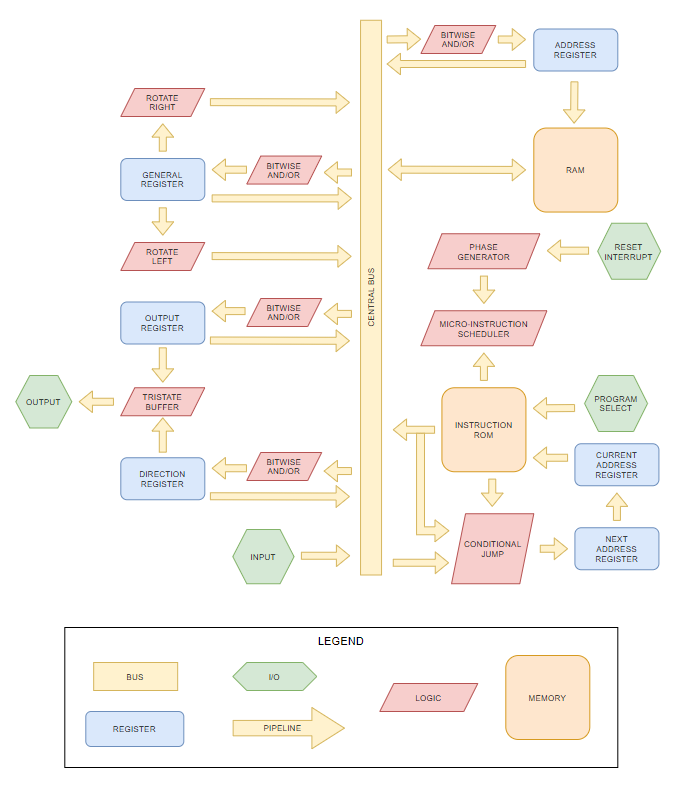 BITWISE
AND/OR
ADDRESS
REGISTER
ROTATE
RIGHT
GENERAL
REGISTER
BITWISE
AND/OR
RAM
ROTATE
LEFT
PHASE
GENERATOR
RESET
INTERRUPT
CENTRAL BUS
OUTPUT
REGISTER
BITWISE
AND/OR
MICRO-INSTRUCTION
SCHEDULER
OUTPUT
TRISTATE
BUFFER
INSTRUCTION
ROM
PROGRAM
SELECT
DIRECTION
REGISTER
BITWISE
AND/OR
CURRENT
ADDRESS
REGISTER
INPUT
CONDITIONAL
JUMP
NEXT
ADDRESS
REGISTER
LEGEND
BUS
I/O
LOGIC
MEMORY
REGISTER
PIPELINE